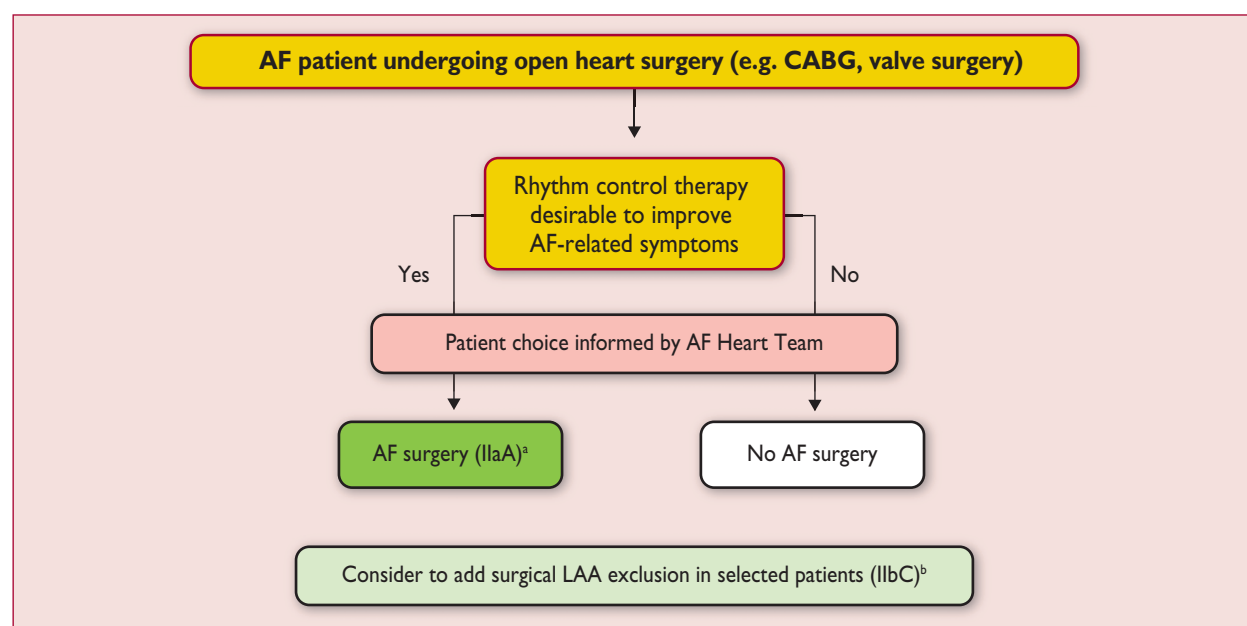 AF patient undergoing open heart surgery (e.g. CABG, valve surgery)
Rhythm control therapy
desirable to improve
AF-related symptoms
Yes
No
Patient choice informed by AF Heart Team
AF surgery (IIaA)ᵃ
No AF surgery
Consider to add surgical LAA exclusion in selected patients (IIbC)ᵇ